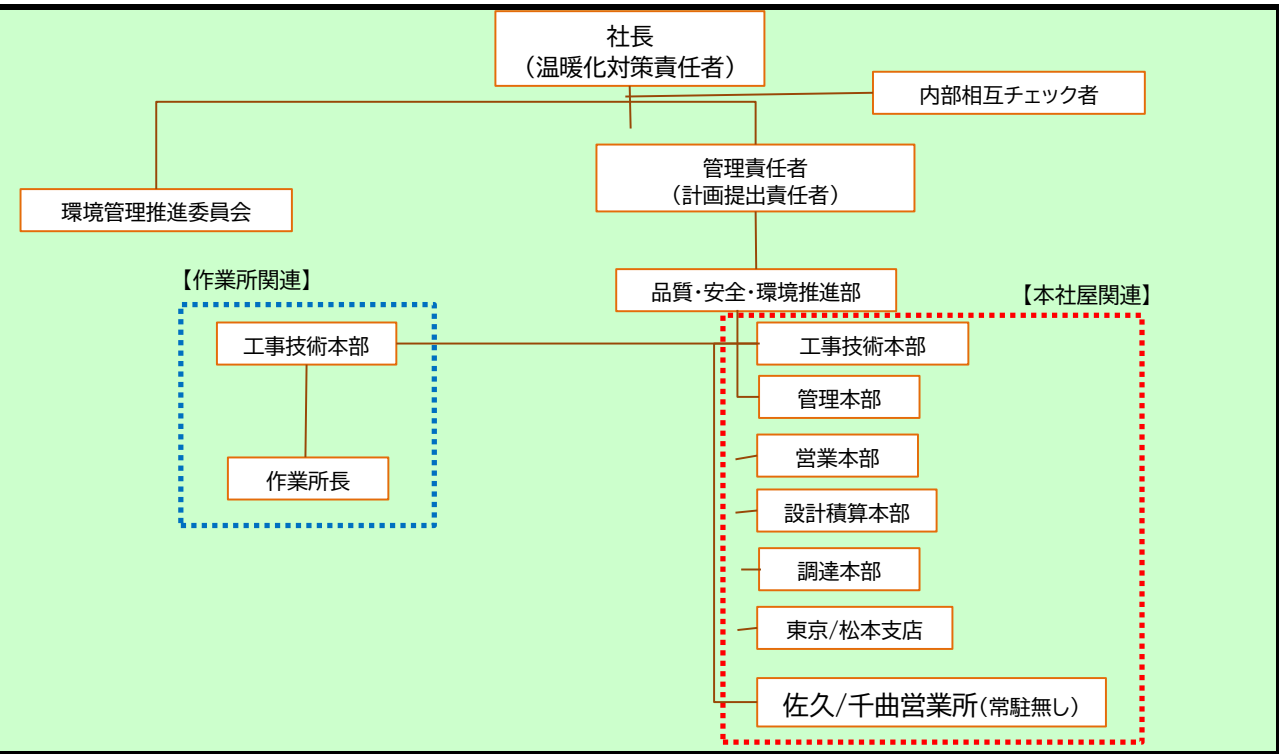 社長
（温暖化対策責任者）
内部相互チェック者
管理責任者
（計画提出責任者）
環境管理推進委員会
【作業所関連】
品質・安全・環境推進部
【本社屋関連】
工事技術本部
工事技術本部
管理本部
営業本部
作業所長
設計積算本部
調達本部
東京/松本支店
佐久/千曲営業所（常駐無し）